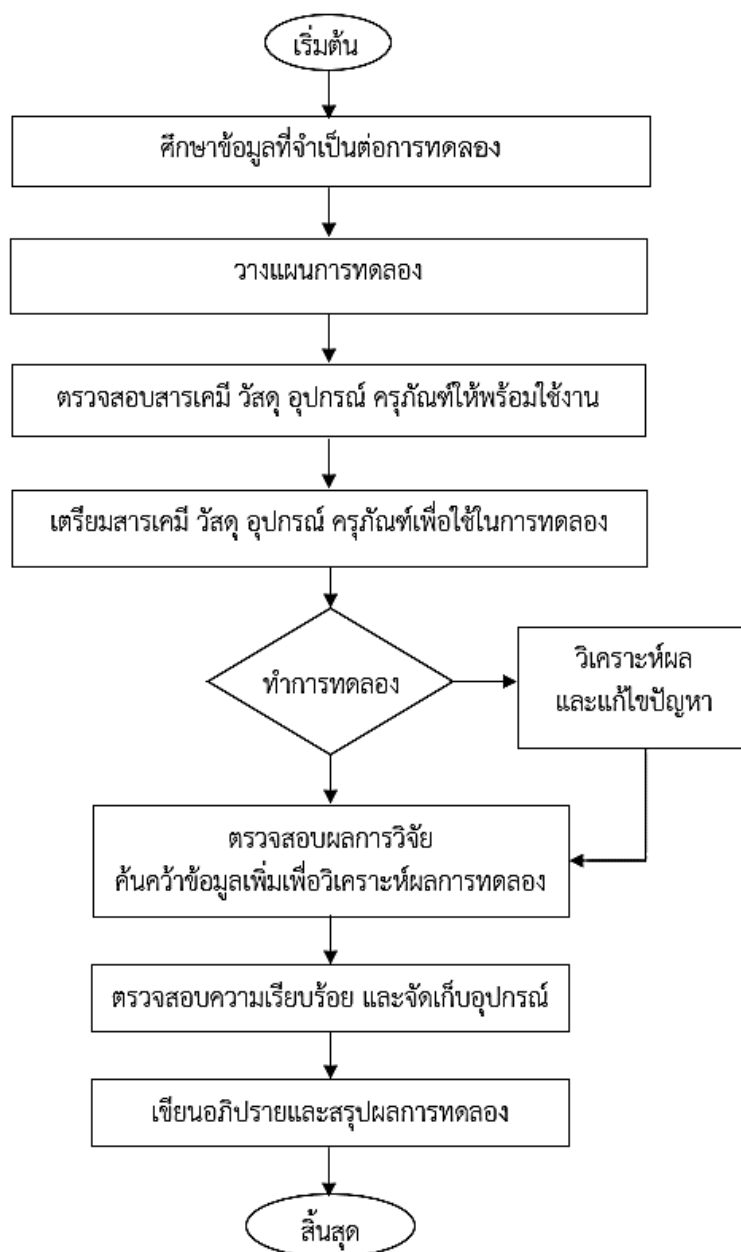 เริ่มต้น
ศึกษาข้อมูลที่จำเป็นต่อการทดลอง
วางแผนการทดลอง
ตรวจสอบสารเคมี วัสดุ อุปกรณ์ ครุภัณฑ์ให้พร้อมใช้งาน
เตรียมสารเคมี วัสดุ อุปกรณ์ ครุภัณฑ์เพื่อใช้ในการทดลอง
ทำการทดลอง
วิเคราะห์ผล
และแก้ไขปัญหา
ตรวจสอบผลการวิจัย
ค้นคว้าข้อมูลเพิ่มเพื่อวิเคราะห์ผลการทดลอง
ตรวจสอบความเรียบร้อย และจัดเก็บอุปกรณ์
เขียนอภิปรายและสรุปผลการทดลอง
สิ้นสุด